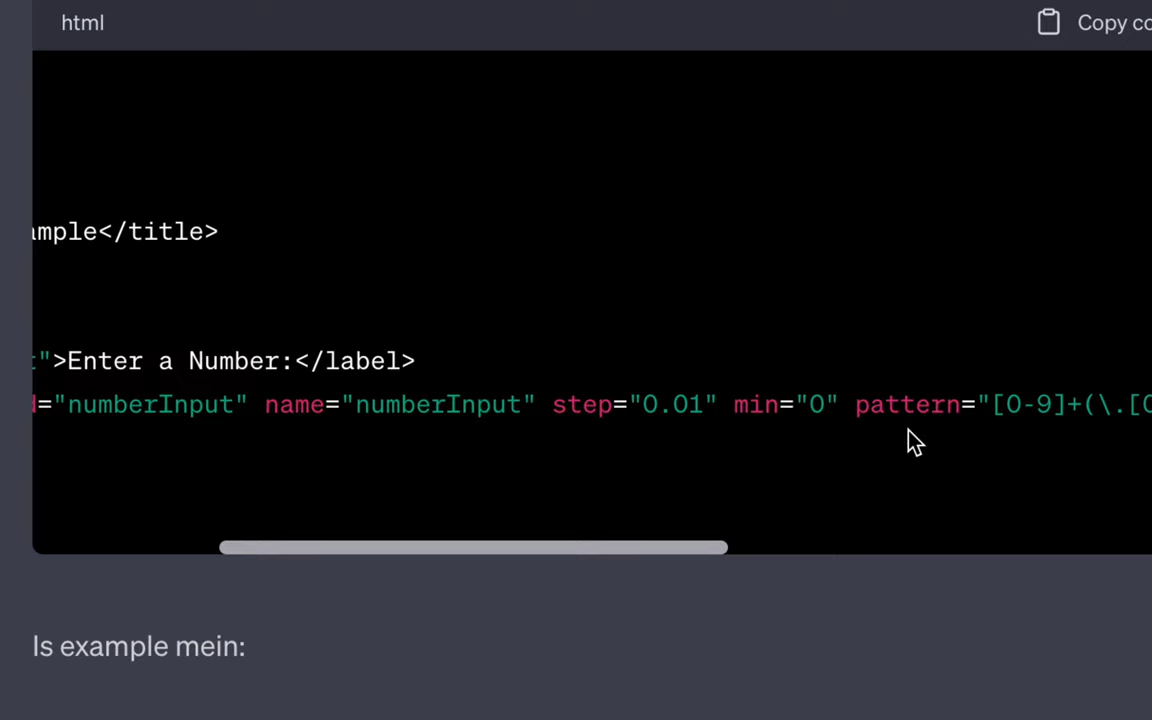 html
Copy
ample</title>
">Enter a Number:</label>
="numberInput" name="numberInput" step="0.01" min="0" pattern="[0-9]+(\.[0
Is example mein: